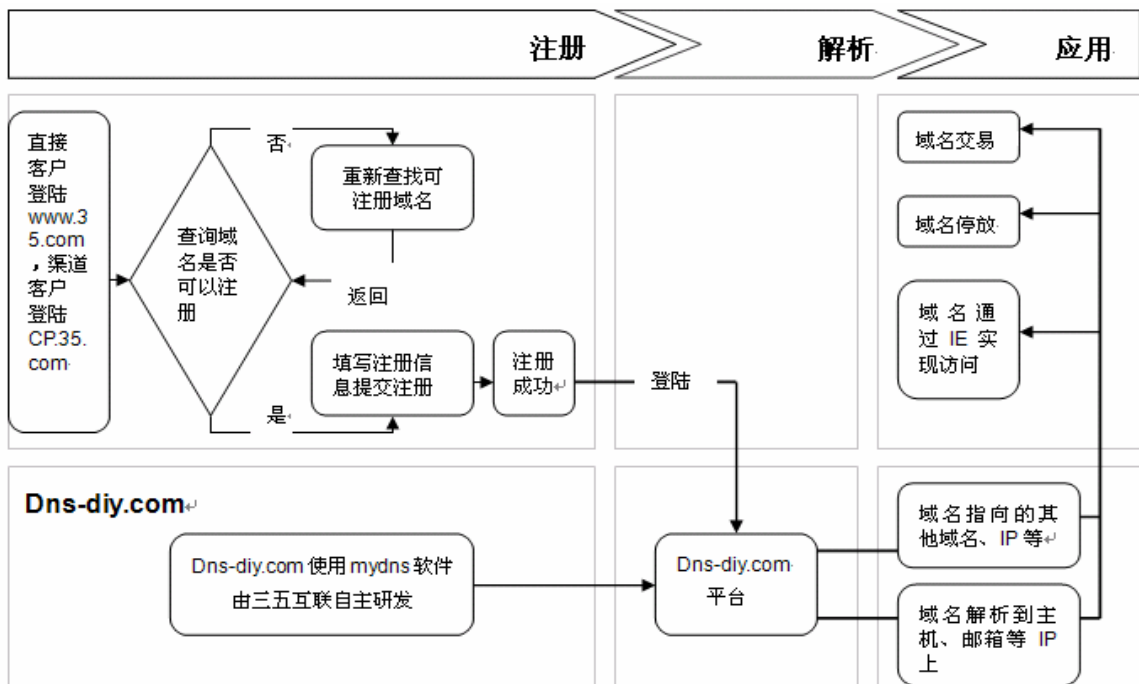 注册
解析
应用
直接
客户
登陆
www.3
5.com
，渠道
客户
登陆
CP.35.
com
查询域
名是否
可以注
册
否
重新查找可
注册域名
返回
是
填写注册信
息提交注册
注册
成功
登陆
域名交易
域名停放
域名通
过 IE 实
现访问
Dns-diy.com
Dns-diy.com 使用 mydns 软件
由三五互联自主研发
Dns-diy.com
平台
域名指向的其
他域名、IP 等
域名解析到主
机、邮箱等 IP
上